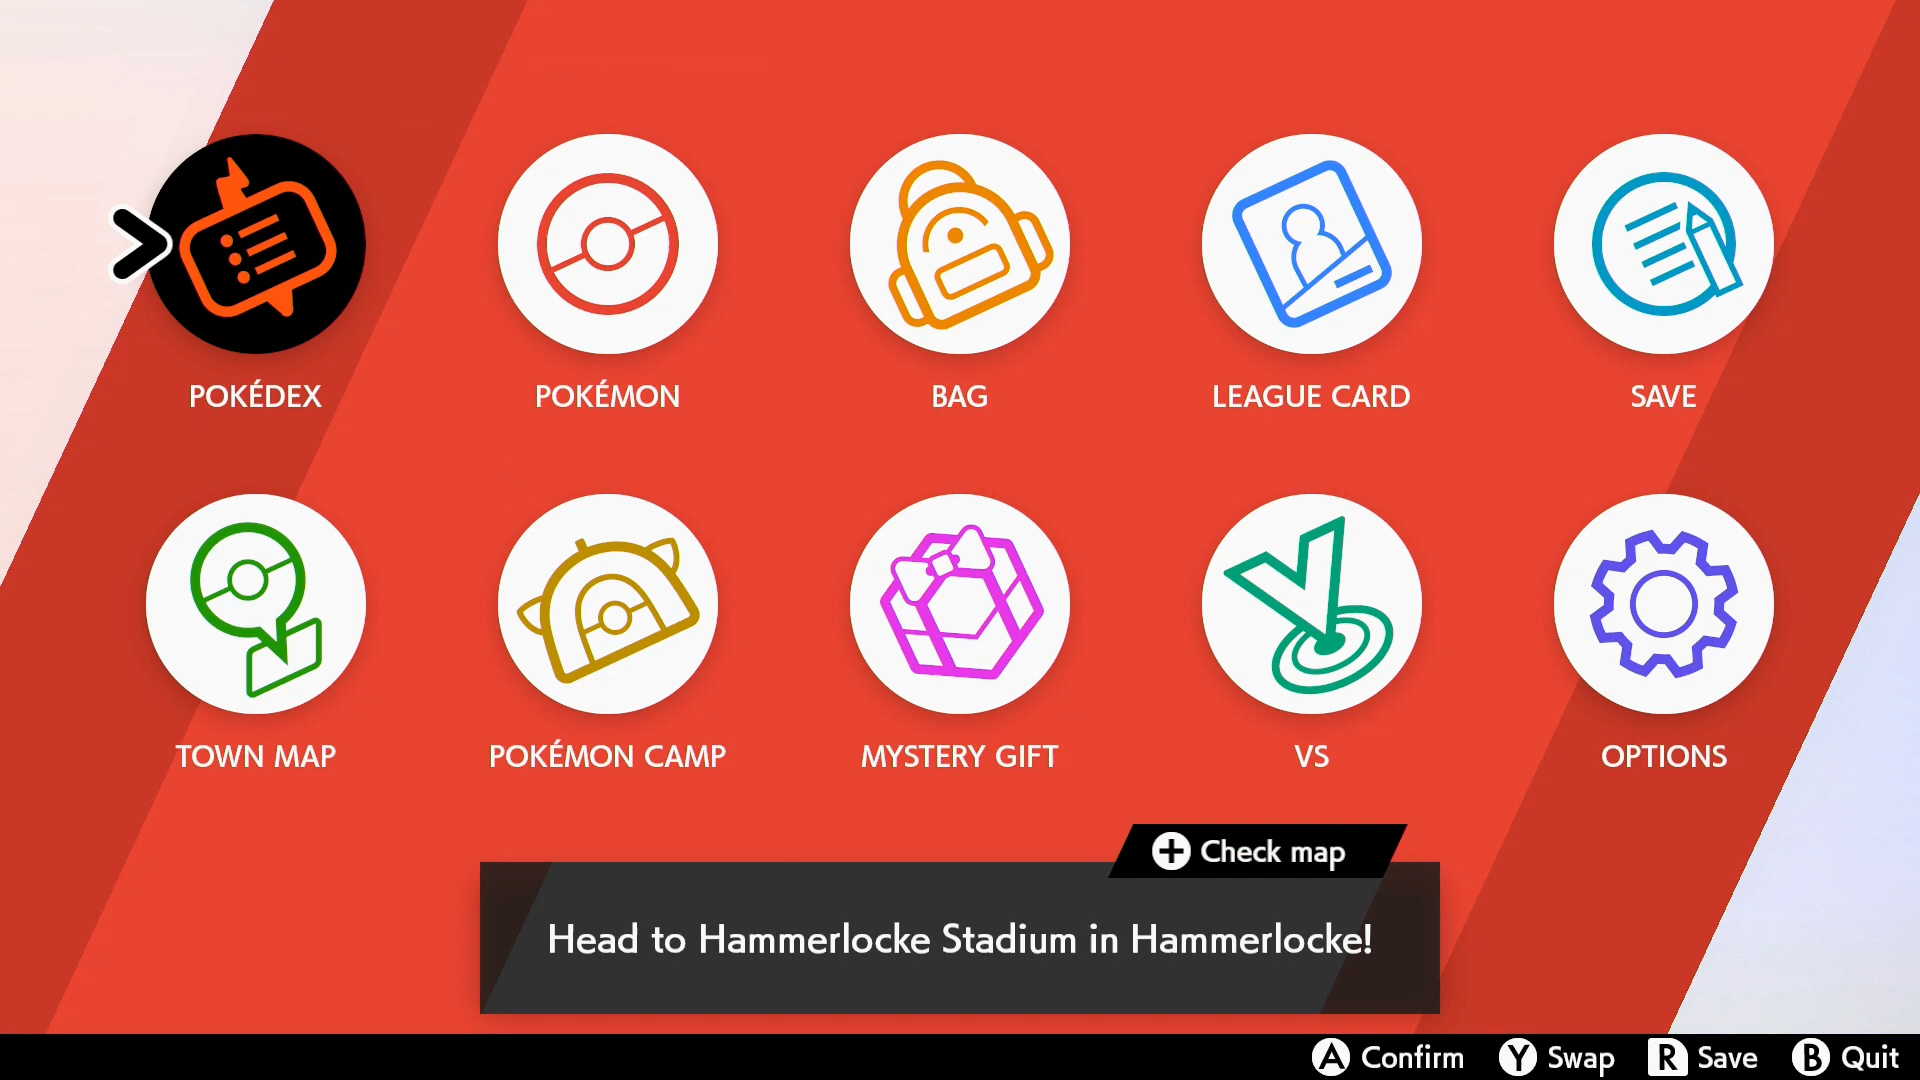 POKÉDEX
POKÉMON
BAG
LEAGUE CARD
SAVE
TOWN MAP
POKÉMON CAMP
MYSTERY GIFT
VS
OPTIONS
Check map
Head to Hammerlocke Stadium in Hammerlocke!
A Confirm Y Swap R Save B Quit